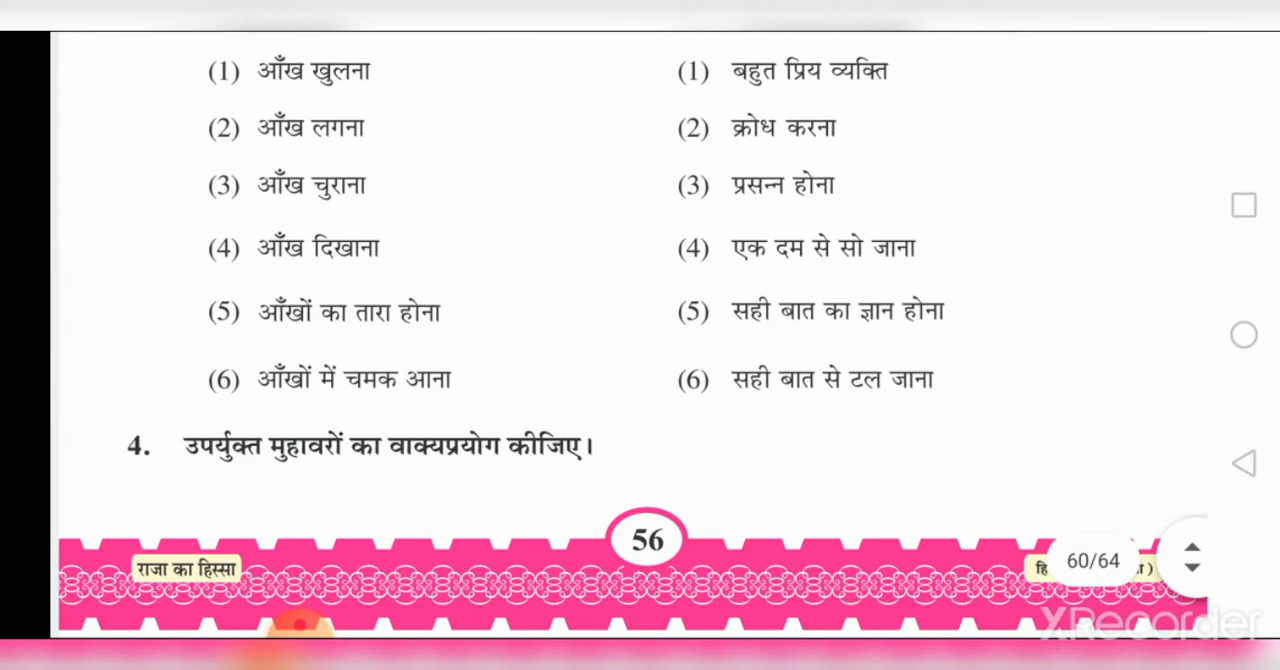 (1) आँख खुलना (1) बहुत प्रिय व्यक्ति
(2) आँख लगना (2) क्रोध करना
(3) आँख चुराना (3) प्रसन्न होना
(4) आँख दिखाना (4) एक दम से सो जाना
(5) आँखों का तारा होना (5) सही बात का ज्ञान होना
(6) आँखों में चमक आना (6) सही बात से टल जाना
4. उपर्युक्त मुहावरों का वाक्यप्रयोग कीजिए।
56
राजा का हिस्सा
60/64
XRecorder